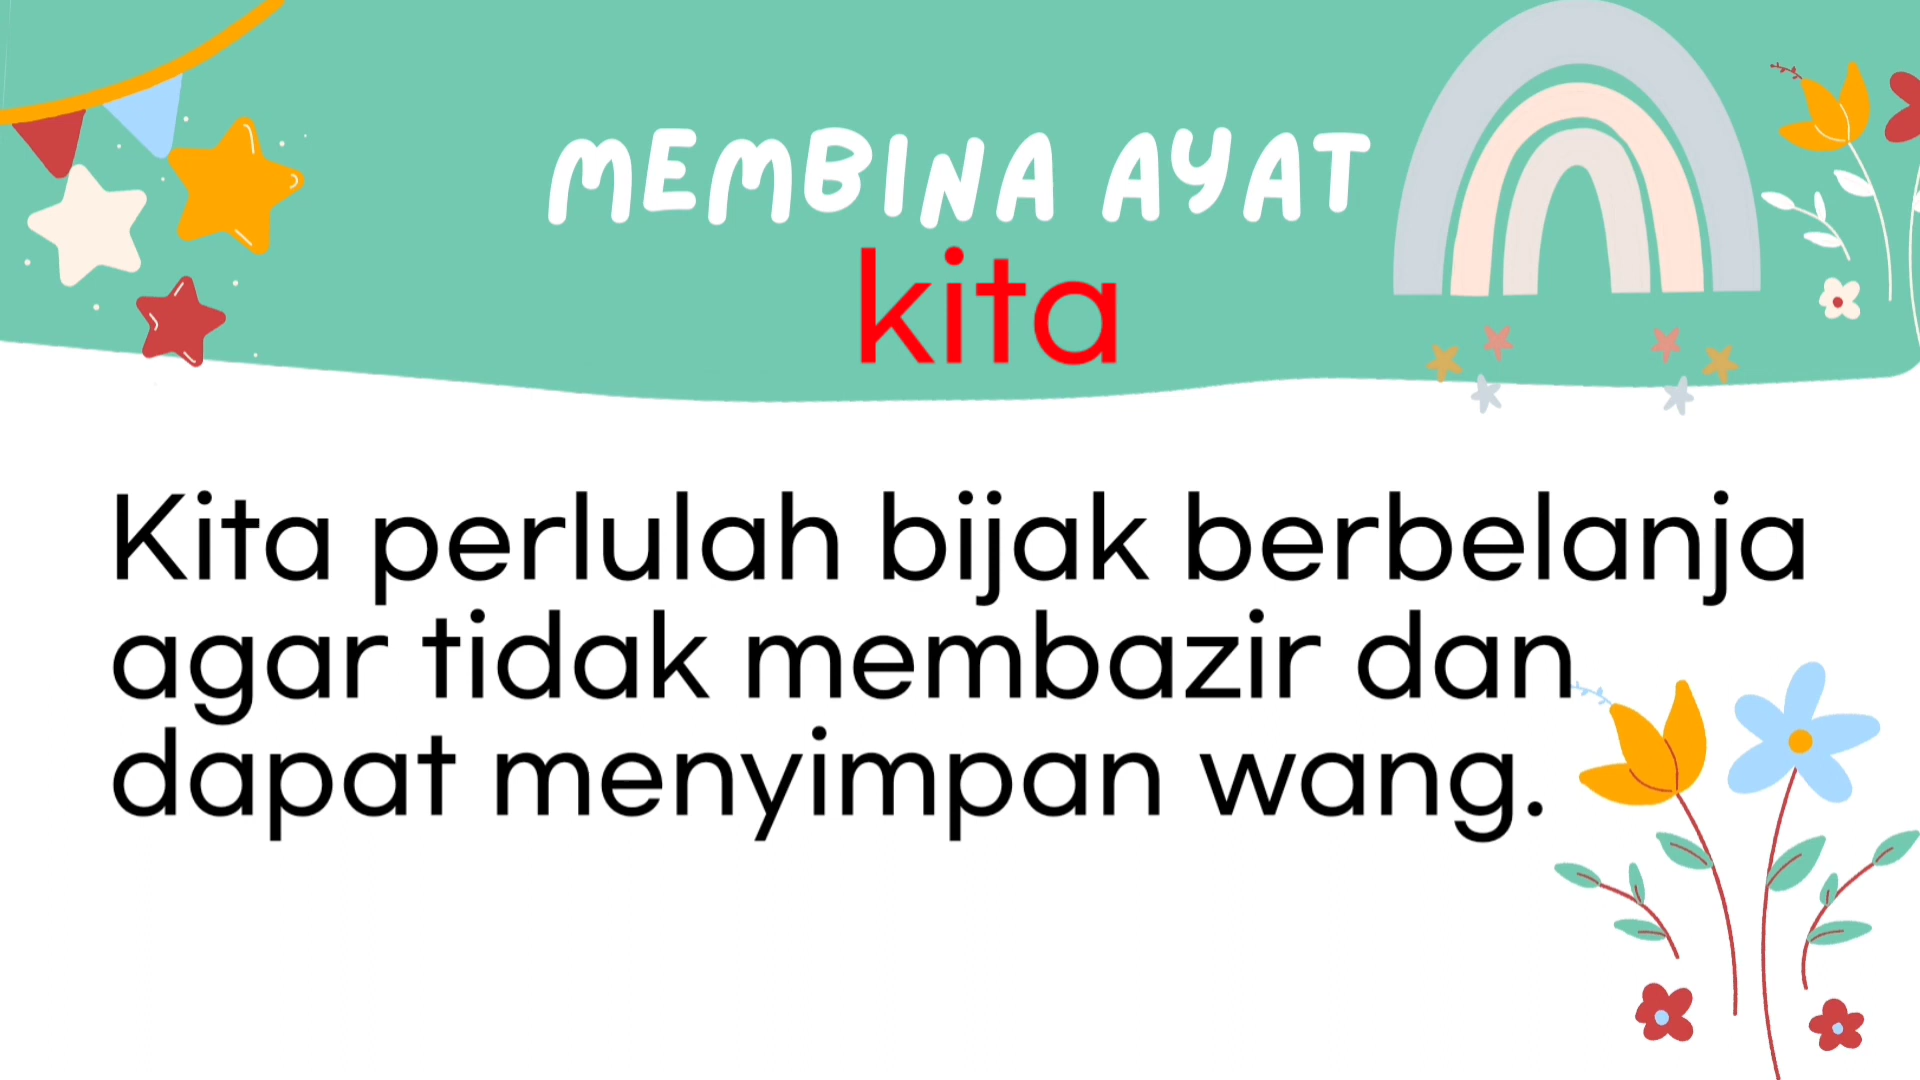 MEMBINA AYAT
kita
Kita perlulah bijak berbelanja
agar tidak membazir dan
dapat menyimpan wang.